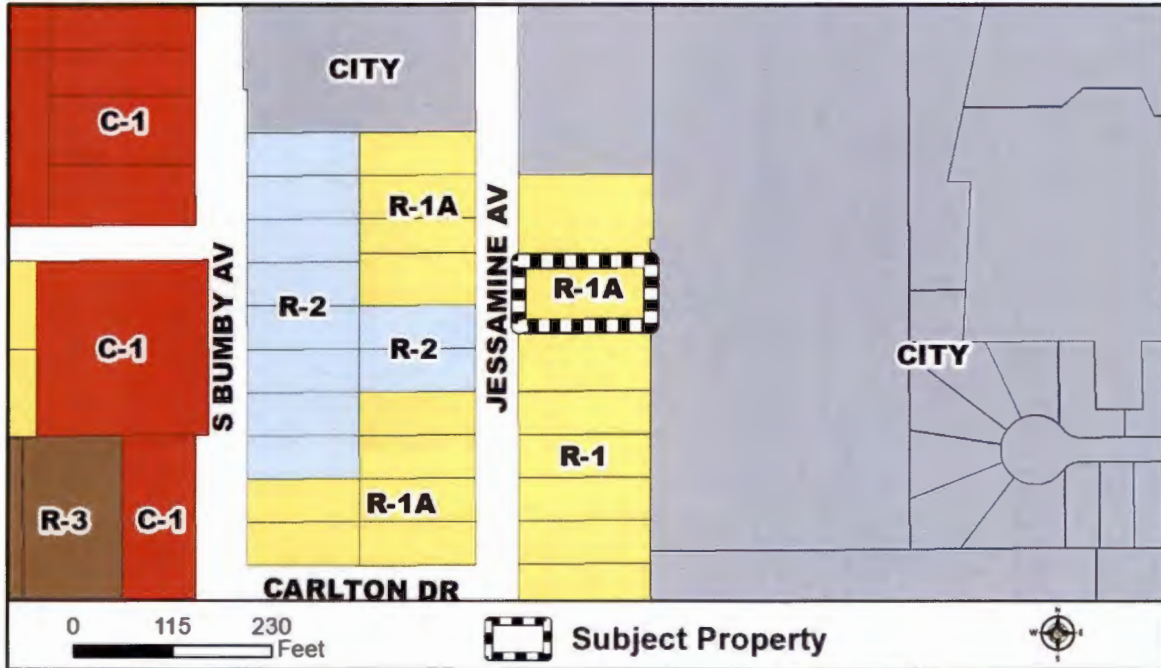 CITY
C-1
R-1A
S BUMBY AV
JESSAMINE AV
R-2
R-1A
C-1
R-2
CITY
R-1
R-1A
R-3
C-1
CARLTON DR
0 115 230
Feet
Subject Property
N
W E
S